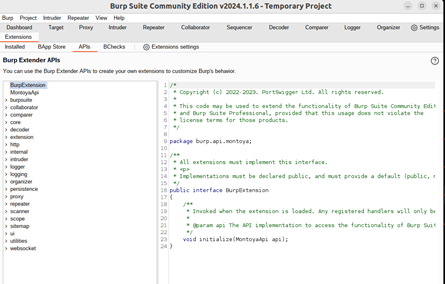 Burp Suite Community Edition v2024.1.1.6 - Temporary Project
Burp Project Intruder Repeater View Help
Dashboard Target Proxy Intruder Repeater Collaborator Sequencer Decoder Comparer Logger Organizer Settings
Extensions
Installed BApp Store APIs BChecks Extensions settings
Burp Extender APIs
You can use the Burp Extender APIs to create your own extensions to customize Burp's behavior.
BurpExtension
MontoyaApi
burpsuite
collaborator
comparer
core
decoder
extension
http
internal
intruder
logger
logging
organizer
persistence
proxy
repeater
scanner
scope
sitemap
ui
utilities
websocket
1 /*
2 * Copyright (c) 2022-2023. PortSwigger Ltd. All rights reserved.
3 *
4 * This code may be used to extend the functionality of Burp Suite Community Edit
5 * and Burp Suite Professional, provided that this usage does not violate the
6 * license terms for those products.
7 */
8
9 package burp.api.montoya;
10
11 /**
12 * All extensions must implement this interface.
13 * <p>
14 * Implementations must be declared public, and must provide a default (public, n
15 */
16 public interface BurpExtension
17 {
18 /**
19 * Invoked when the extension is loaded. Any registered handlers will only be
20 *
21 * @param api The API implementation to access the functionality of Burp Suit
22 */
23 void initialize(MontoyaApi api);
24 }